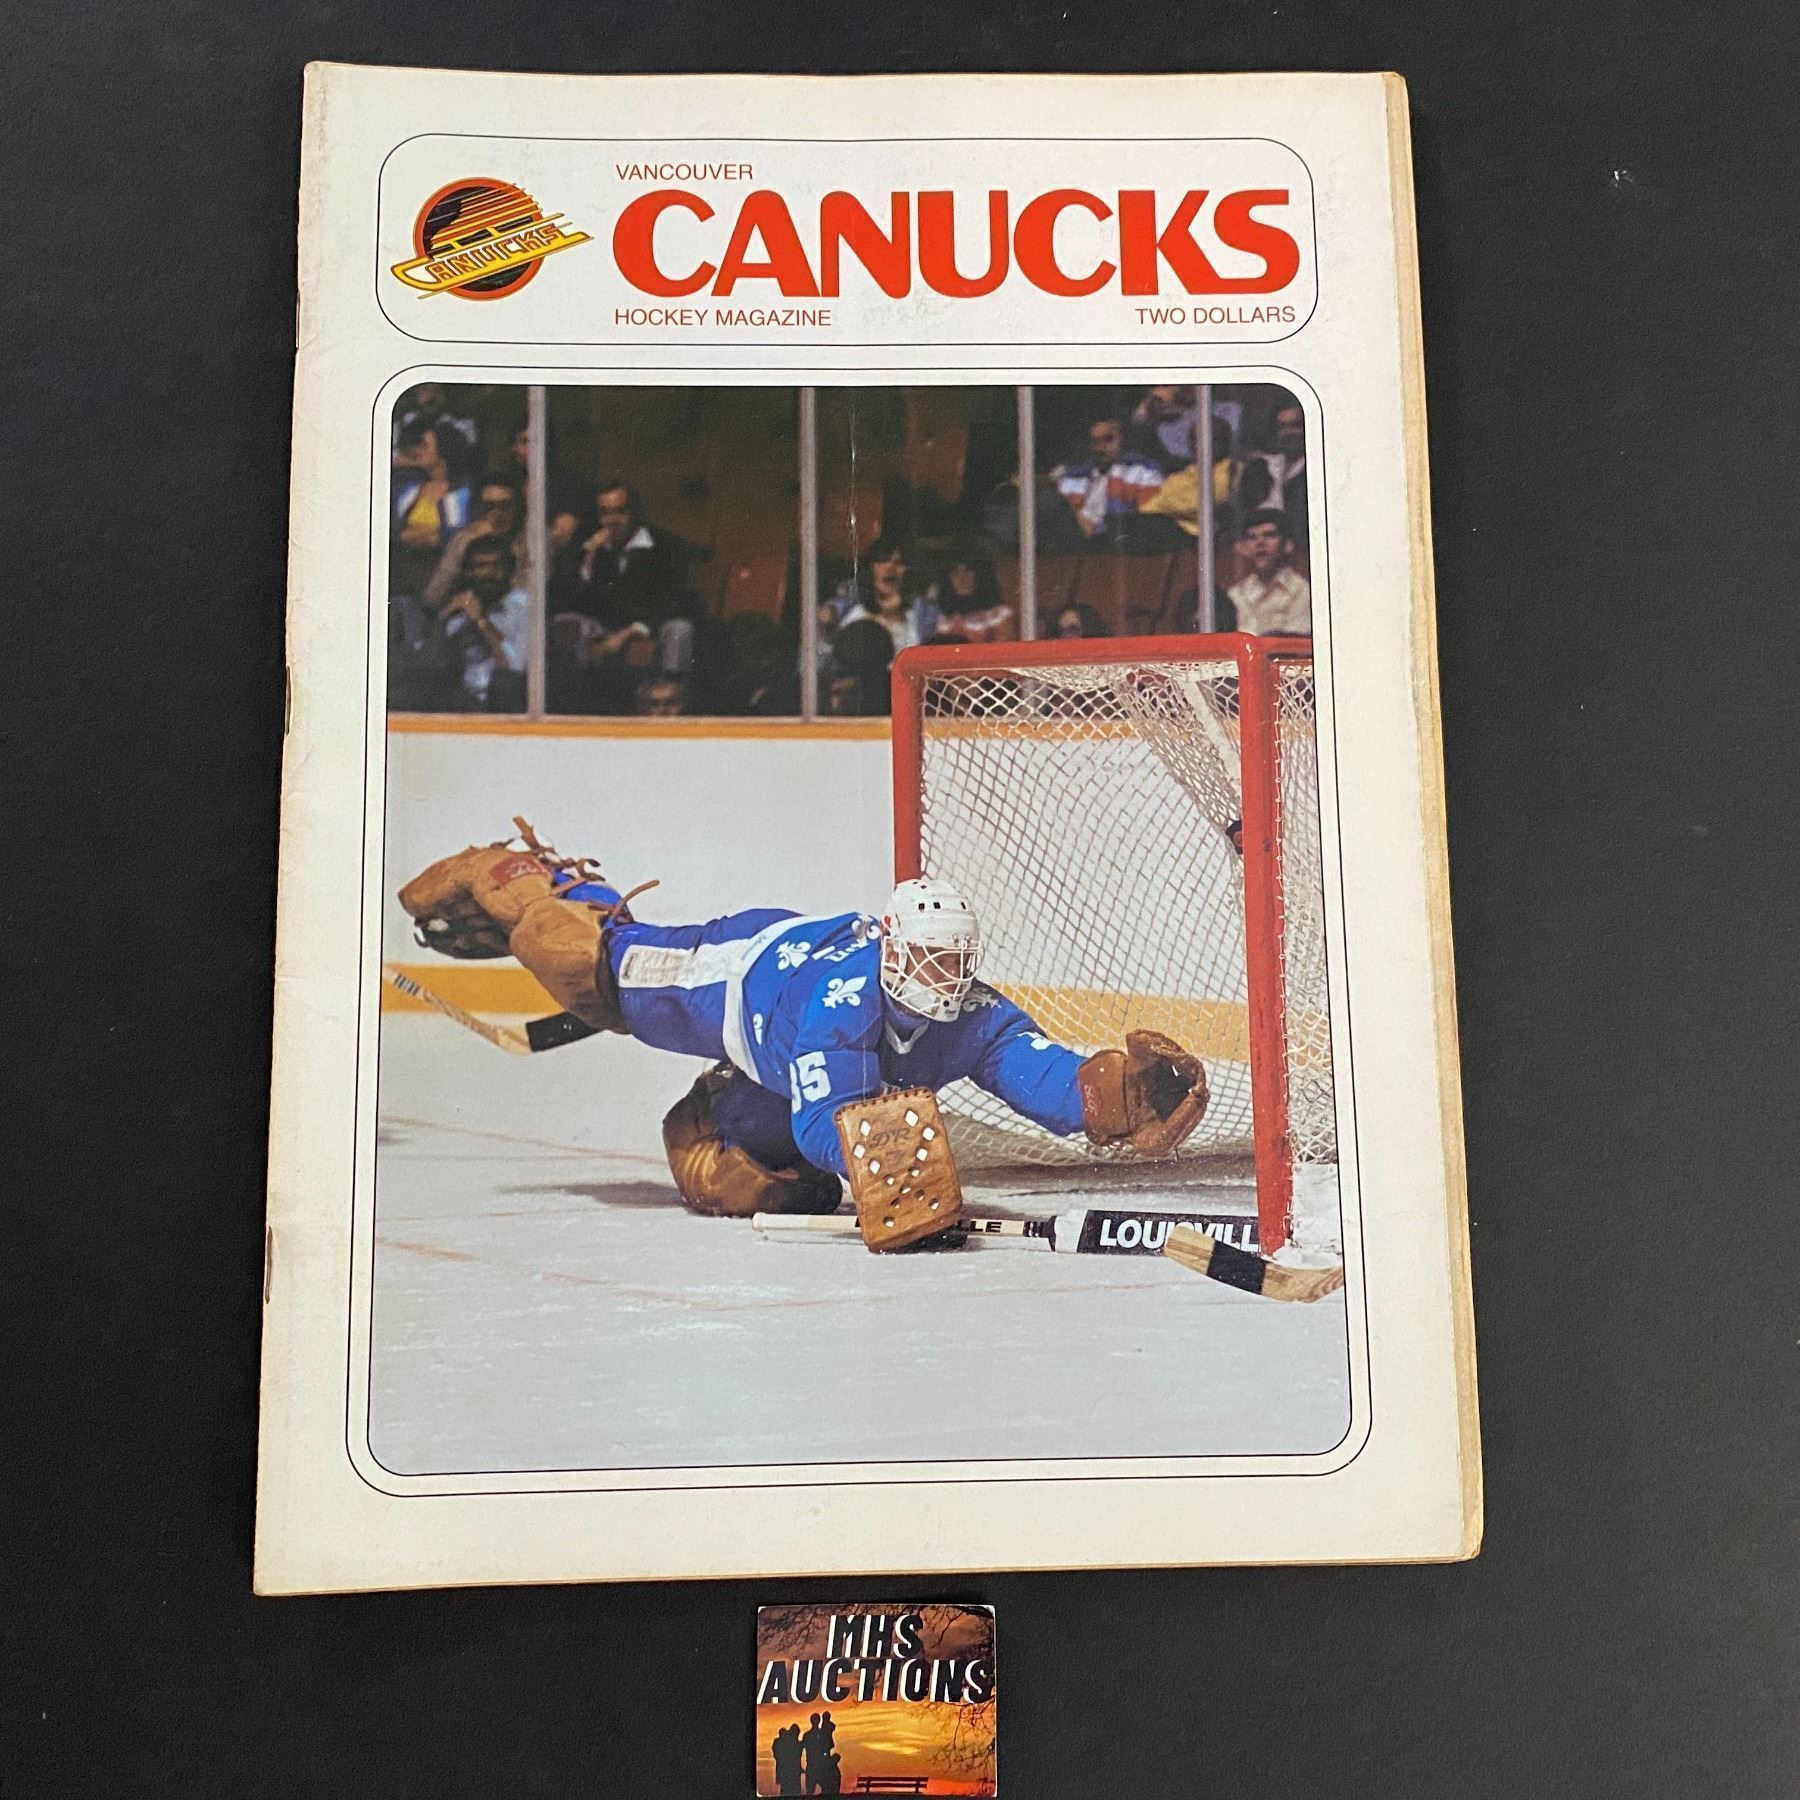 VANCOUVER
CANUCKS
CANUCKS
HOCKEY MAGAZINE
TWO DOLLARS
35
LOUISVILL
MHS
AUCTIONS